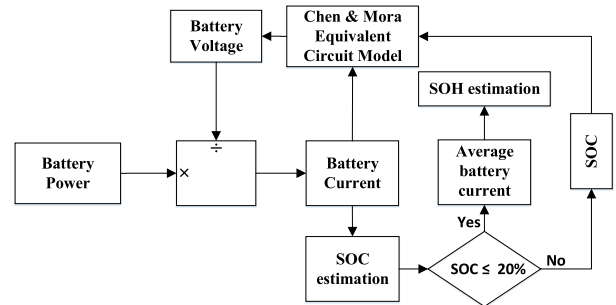 Battery
Voltage
Chen & Mora
Equivalent
Circuit Model
SOH estimation
Battery
Power
÷
×
Battery
Current
Average
battery
current
SOC
Yes
SOC
estimation
SOC ≤ 20%
No